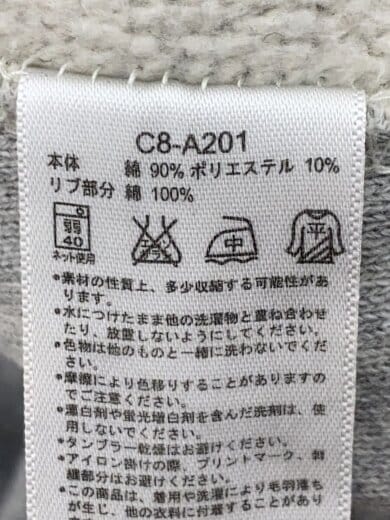 C8-A201
本体 綿 90% ポリエステル 10%
リブ部分 綿 100%
弱
40
ネット使用
エンソ
サラシ
中
平
•素材の性質上、多少収縮する可能性があ
ります。
•水につけたまま他の洗濯物と重ね合わせ
たり、放置しないようにしてください。
•色物は他のものと一緒に洗わないでくだ
さい。
•摩擦により色移りすることがありますの
でご注意ください。
•漂白剤や蛍光増白剤を含んだ洗剤は、使
用しないでください。
•タンブラー乾燥はお避けください。
•アイロン掛けの際、プリントマーク、刺
繍部分はお避けください。
•この商品は、着用や洗濯により毛羽落ち
が生じ、他の衣料に付着することがあり